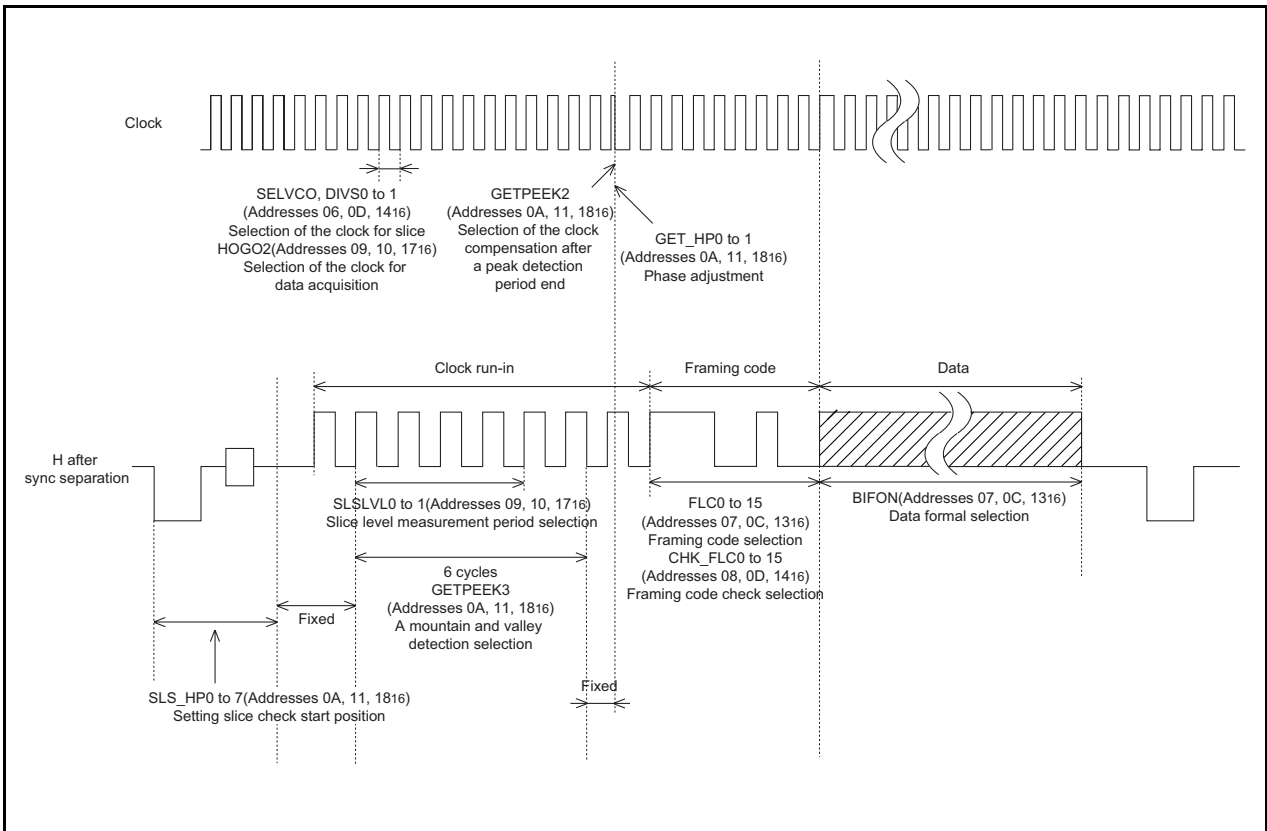 Clock
SELVCO, DIVS0 to 1
(Addresses 06, 0D, 1416)
Selection of the clock for slice
HOGO2(Addresses 09, 10, 1716)
Selection of the clock for
data acquisition
GETPEEK2
(Addresses 0A, 11, 1816)
Selection of the clock
compensation after
a peak detection
period end
GET_HP0 to 1
(Addresses 0A, 11, 1816)
Phase adjustment
Clock run-in
Framing code
Data
H after
sync separation
SLSLVL0 to 1(Addresses 09, 10, 1716)
Slice level measurement period selection
FLC0 to 15
(Addresses 07, 0C, 1316)
Framing code selection
CHK_FLC0 to 15
(Addresses 08, 0D, 1416)
Framing code check selection
BIFON(Addresses 07, 0C, 1316)
Data formal selection
6 cycles
GETPEEK3
(Addresses 0A, 11, 1816)
A mountain and valley
detection selection
Fixed
Fixed
SLS_HP0 to 7(Addresses 0A, 11, 1816)
Setting slice check start position